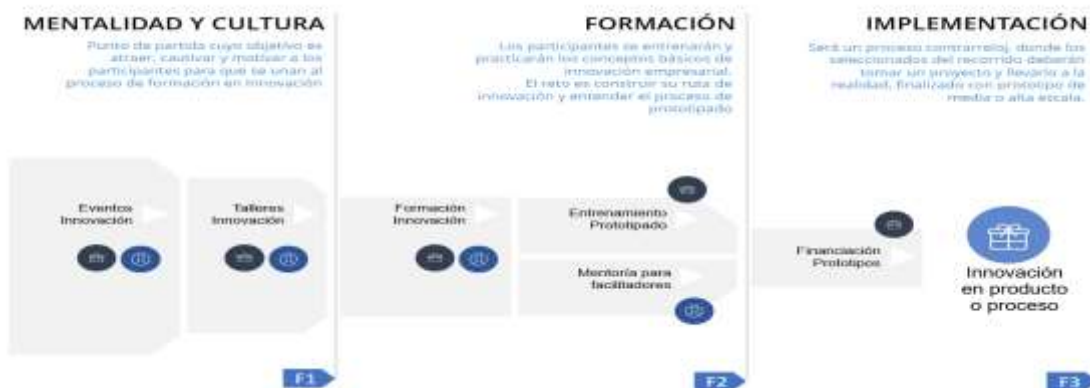 MENTALIDAD Y CULTURA
Punto de partida cuyo objetivo es
atraer, cautivar y motivar a los
participantes para que se unan al
proceso de formación en Innovación
FORMACIÓN
Los participantes se entrenarán y
practicarán los conceptos básicos de
innovación empresarial.
El reto es construir su ruta de
innovación y entender el proceso de
prototipado
IMPLEMENTACIÓN
Será un proceso contrarreloj, donde los
seleccionados del recorrido deberán
tomar un proyecto y llevarlo a la
realidad, finalizado con prototipo de
media o alta escala.
Eventos
Innovación
Talleres
Innovación
Formación
Innovación
Entrenamiento
Prototipado
Mentoría para
facilitadores
Financiación
Prototipos
Innovación
en producto
o proceso
F1
F2
F3